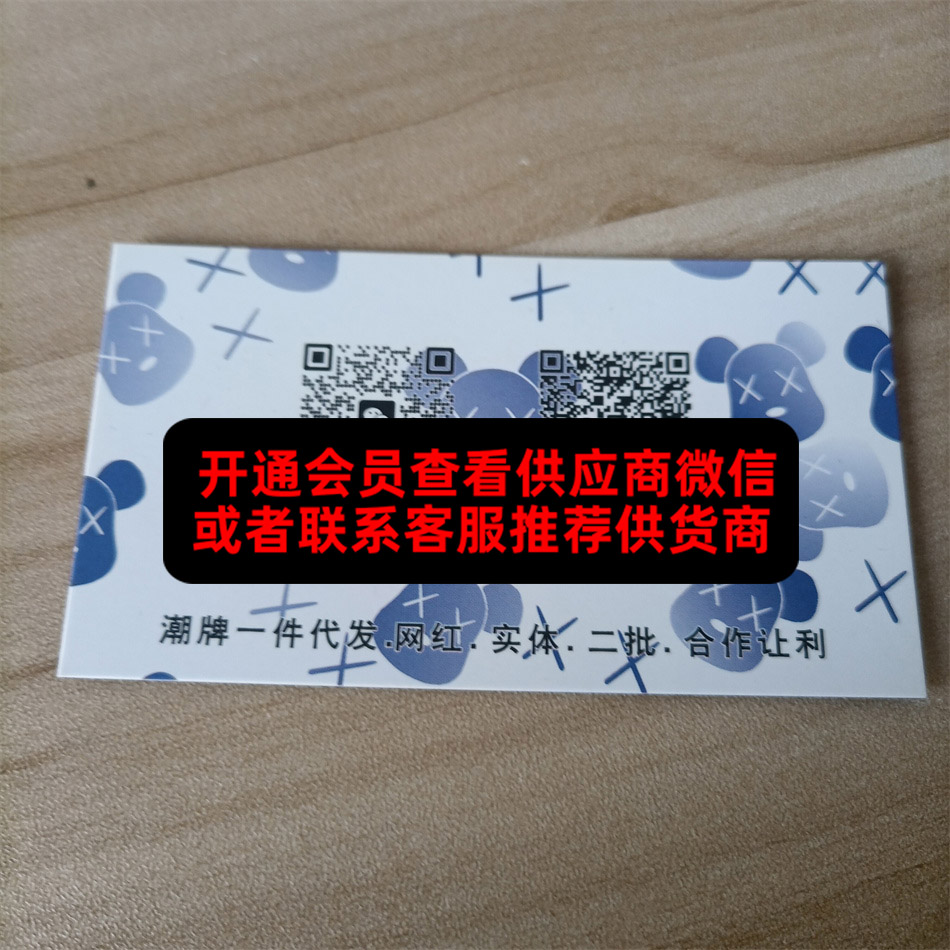 开通会员查看供应商微信
或者联系客服推荐供货商
潮牌一件代发.网红.实体.二批.合作让利